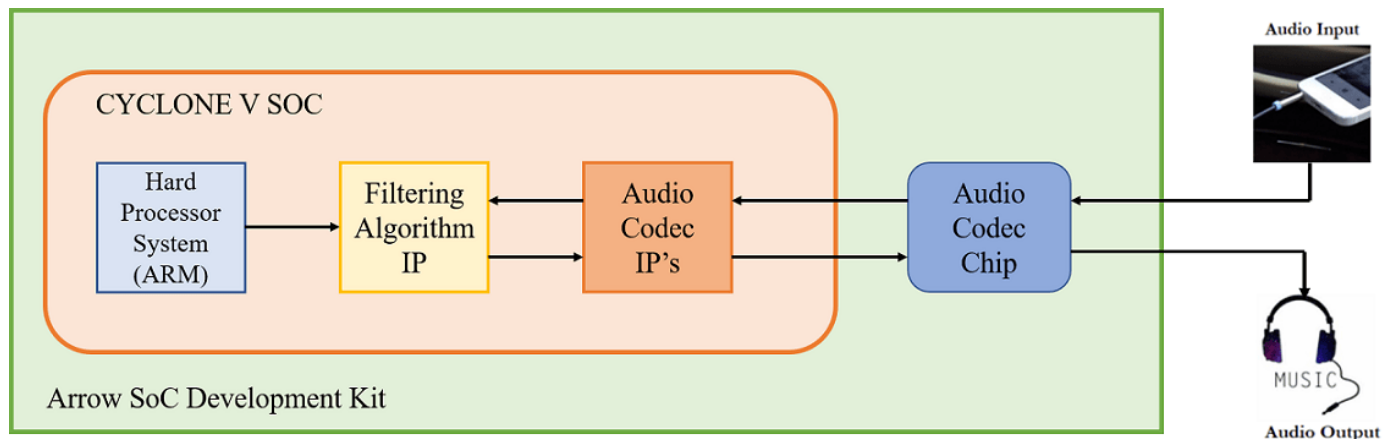 Audio Input
CYCLONE V SOC
Hard
Processor
System
(ARM)
Filtering
Algorithm
IP
Audio
Codec
IP's
Audio
Codec
Chip
MUSIC
Arrow SoC Development Kit
Audio Output